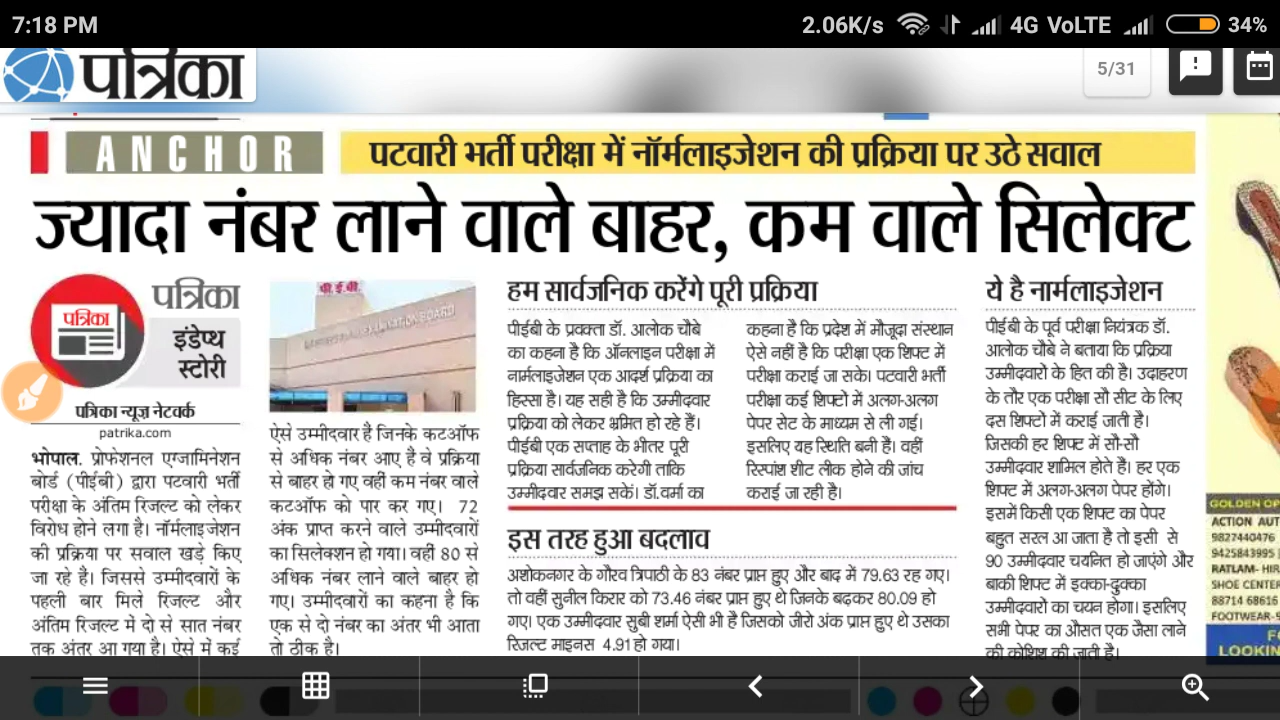 7:18 PM
2.06K/s 4G VoLTE 34%
पत्रिका
5/31
ANCHOR
पटवारी भर्ती परीक्षा में नॉर्मलाइजेशन की प्रक्रिया पर उठे सवाल
ज्यादा नंबर लाने वाले बाहर, कम वाले सिलेक्ट
पत्रिका
पत्रिका
इंडेप्थ
स्टोरी
पत्रिका न्यूज़ नेटवर्क
patrika.com
भोपाल. प्रोफेशनल एग्जामिनेशन
बोर्ड (पीईबी) द्वारा पटवारी भर्ती
परीक्षा के अंतिम रिजल्ट को लेकर
विरोध होने लगा है। नॉर्मलाइजेशन
की प्रक्रिया पर सवाल खड़े किए
जा रहे है। जिससे उम्मीदवारों के
पहली बार मिले रिजल्ट और
अंतिम रिजल्ट में दो से सात नंबर
तक अंतर आ गया है। ऐसे में कई
पी.ई.बी.
ऐसे उम्मीदवार है जिनके कटऑफ
से अधिक नंबर आए है वे प्रक्रिया
से बाहर हो गए वहीं कम नंबर वाले
कटऑफ को पार कर गए। 72
अंक प्राप्त करने वाले उम्मीदवारों
का सिलेक्शन हो गया। वहीं 80 से
अधिक नंबर लाने वाले बाहर हो
गए। उम्मीदवारों का कहना है कि
एक से दो नंबर का अंतर भी आता
तो ठीक है।
हम सार्वजनिक करेंगे पूरी प्रक्रिया
पीईबी के प्रवक्ता डॉ. आलोक चौबे
का कहना है कि ऑनलाइन परीक्षा में
नार्मलाइजेशन एक आदर्श प्रक्रिया का
हिस्सा है। यह सही है कि उम्मीदवार
प्रक्रिया को लेकर भ्रमित हो रहे हैं।
पीईबी एक सप्ताह के भीतर पूरी
प्रक्रिया सार्वजनिक करेगी ताकि
उम्मीदवार समझ सकें। डॉ.वर्मा का
कहना है कि प्रदेश में मौजूदा संस्थान
ऐसे नहीं है कि परीक्षा एक शिफ्ट में
परीक्षा कराई जा सके। पटवारी भर्ती
परीक्षा कई शिफ्टों में अलग-अलग
पेपर सेट के माध्यम से ली गई।
इसलिए यह स्थिति बनी हैं। वहीं
रिस्पांश शीट लीक होने की जांच
कराई जा रही है।
इस तरह हुआ बदलाव
अशोकनगर के गौरव त्रिपाठी के 83 नंबर प्राप्त हुए और बाद में 79.63 रह गए।
तो वहीं सुनील किरार को 73.46 नंबर प्राप्त हुए थे जिनके बढ़कर 80.09 हो
गए। एक उम्मीदवार सुबी शर्मा ऐसी भी है जिसको जीरो अंक प्राप्त हुए थे उसका
रिजल्ट माइनस 4.91 हो गया।
ये है नार्मलाइजेशन
पीईबी के पूर्व परीक्षा नियंत्रक डॉ.
आलोक चौबे ने बताया कि प्रक्रिया
उम्मीदवारों के हित की है। उदाहरण
के तौर एक परीक्षा सौ सीट के लिए
दस शिफ्टों में कराई जाती है।
जिसकी हर शिफ्ट में सौ-सौ
उम्मीदवार शामिल होते है। हर एक
शिफ्ट में अलग-अलग पेपर होंगे।
इसमें किसी एक शिफ्ट का पेपर
बहुत सरल आ जाता है तो इसी से
90 उम्मीदवार चयनित हो जाएंगे और
बाकी शिफ्ट में इक्का-दुक्का
उम्मीदवारों का चयन होगा। इसलिए
सभी पेपर का औसत एक जैसा लाने
की कोशिश की जाती है।
GOLDEN OP
ACTION AUT
9827440476
9425843995
RATLAM- HIR
SHOE CENTE
88714 68616
FOOTWEAR-9
LOOKIN